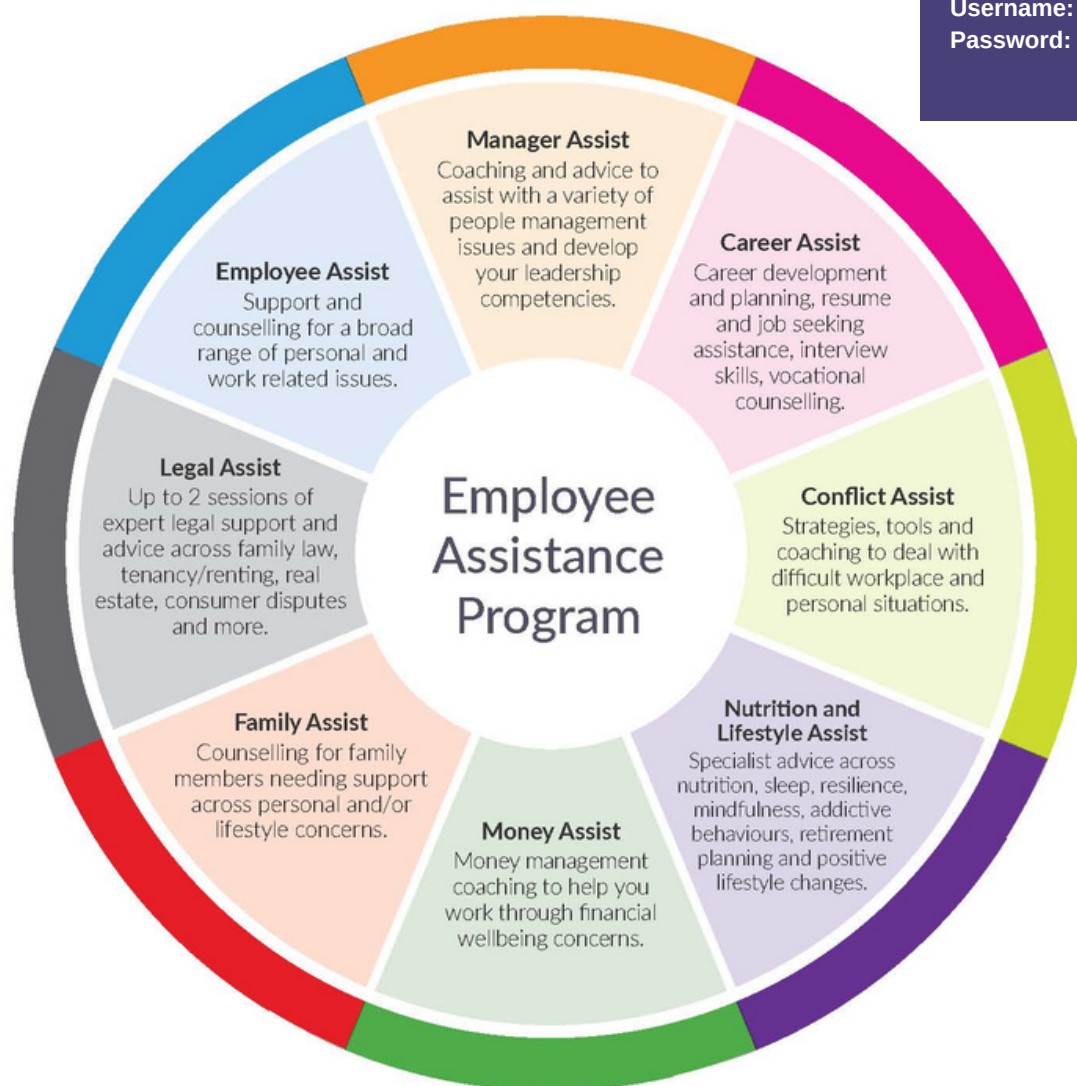 Username:
Password:
Manager Assist
Coaching and advice to
assist with a variety of
people management
issues and develop
your leadership
competencies.
Career Assist
Career development
and planning, resume
and job seeking
assistance, interview
skills, vocational
counselling.
Conflict Assist
Strategies, tools and
coaching to deal with
difficult workplace and
personal situations.
Nutrition and
Lifestyle Assist
Specialist advice across
nutrition, sleep, resilience,
mindfulness, addictive
behaviours, retirement
planning and positive
lifestyle changes.
Money Assist
Money management
coaching to help you
work through financial
wellbeing concerns.
Family Assist
Counselling for family
members needing support
across personal and/or
lifestyle concerns.
Legal Assist
Up to 2 sessions of
expert legal support and
advice across family law,
tenancy/renting, real
estate, consumer disputes
and more.
Employee Assist
Support and
counselling for a broad
range of personal and
work related issues.
Employee
Assistance
Program